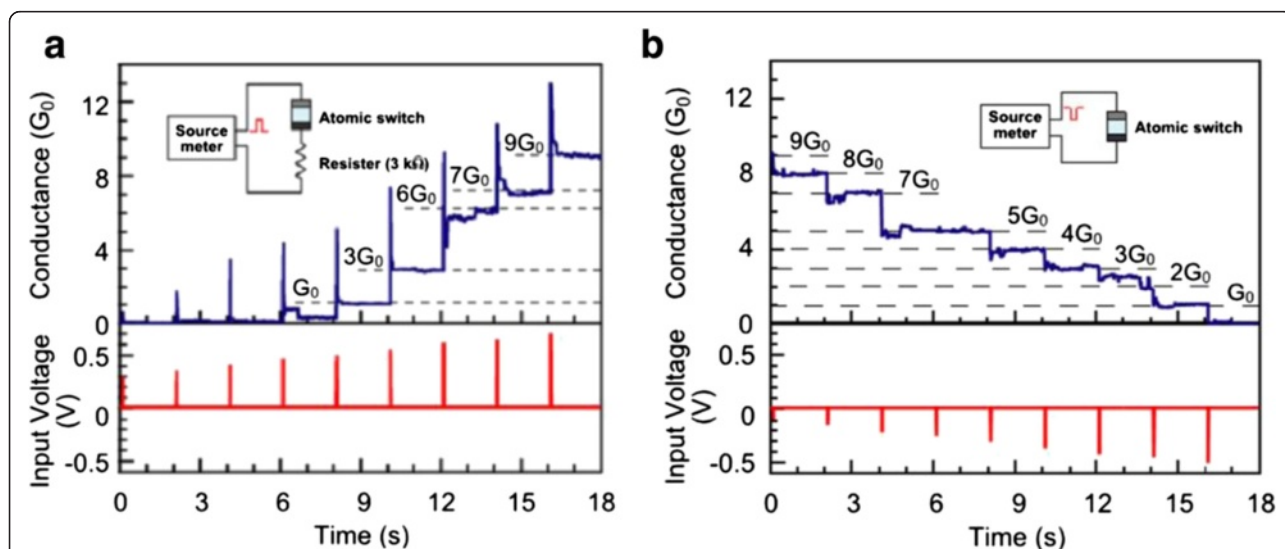 a
Conductance (G₀)
12
8
4
0
Source
meter
Atomic switch
Resister (3 kΩ)
G₀
3G₀
6G₀
7G₀
9G₀
Input Voltage
(V)
0.5
0
-0.5
0 3 6 9 12 15 18
Time (s)
b
Conductance (G₀)
12
8
4
0
Source
meter
Atomic switch
9G₀
8G₀
7G₀
5G₀
4G₀
3G₀
2G₀
G₀
Input Voltage
(V)
0.5
0
-0.5
0 3 6 9 12 15 18
Time (s)